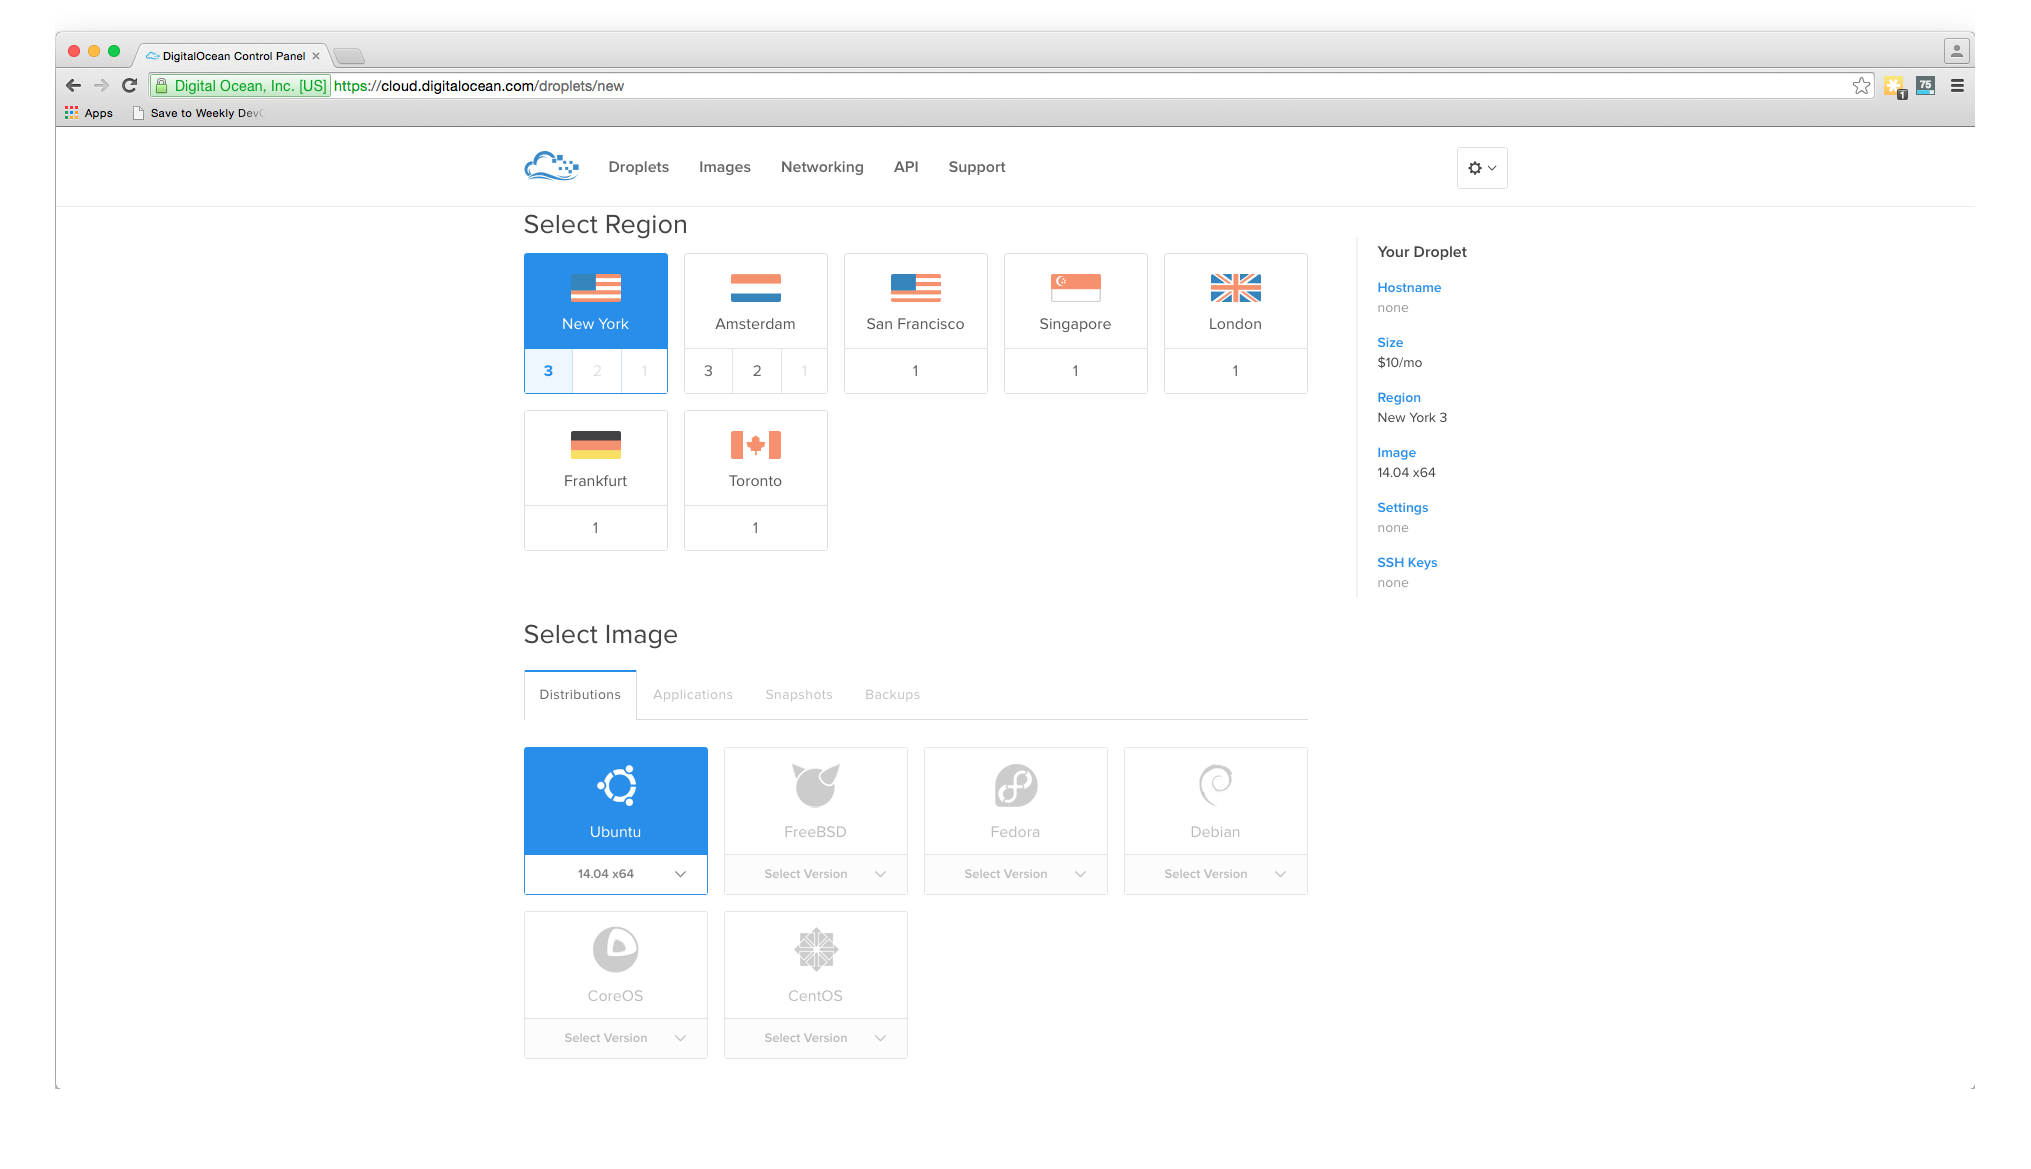 DigitalOcean Control Panel
Digital Ocean, Inc. [US] https://cloud.digitalocean.com/droplets/new
75
1
Apps Save to Weekly Dev
Droplets Images Networking API Support
Select Region
New York Amsterdam San Francisco Singapore London
3 2 1 3 2 1 1 1 1
Frankfurt Toronto
1 1
Your Droplet
Hostname
none
Size
$10/mo
Region
New York 3
Image
14.04 x64
Settings
none
SSH Keys
none
Select Image
Distributions Applications Snapshots Backups
Ubuntu FreeBSD Fedora Debian
14.04 x64 Select Version Select Version Select Version
CoreOS CentOS
Select Version Select Version